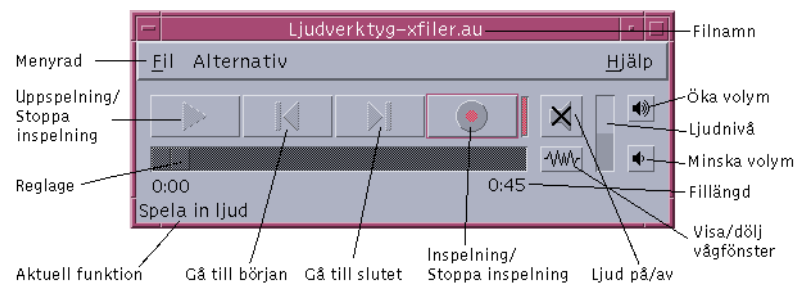 Ljudverktyg-xfiler.au
Filnamn
Menyrad
Fil Alternativ Hjälp
Uppspelning/
Stoppa
inspelning
Öka volym
Ljudnivå
Minska volym
Reglage
0:00 0:45
Fillängd
Spela in ljud
Visa/dölj
vågfönster
Aktuell funktion
Gå till början
Gå till slutet
Inspelning/
Stoppa inspelning
Ljud på/av